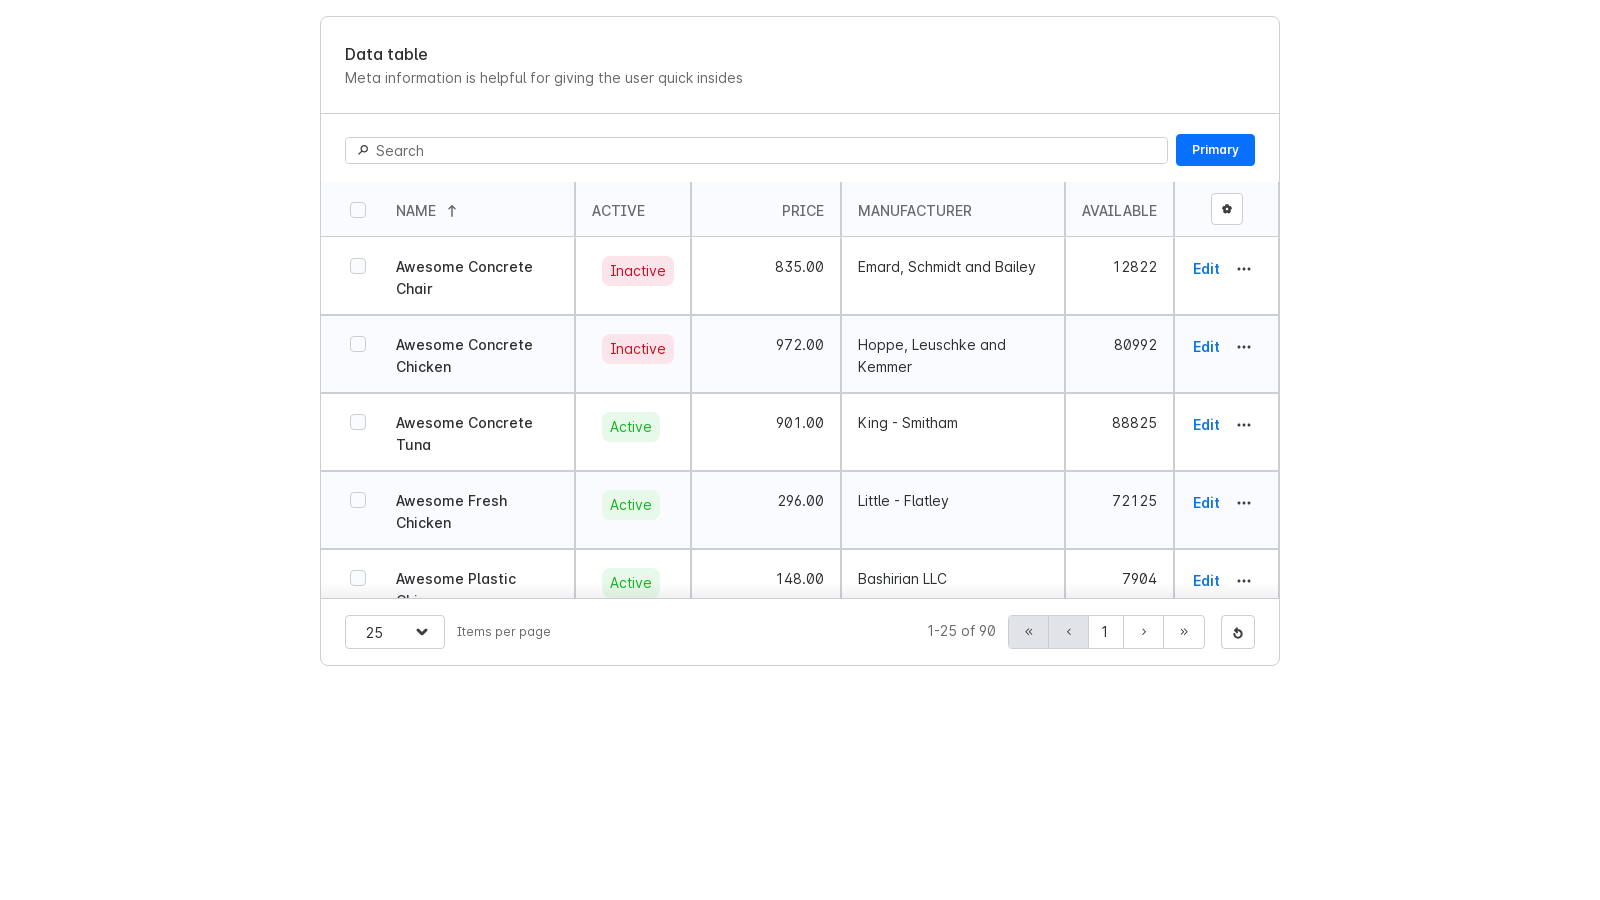 Data table
Meta information is helpful for giving the user quick insides
Search
Primary
NAME ACTIVE PRICE MANUFACTURER AVAILABLE
Awesome Concrete Chair Inactive 835.00 Emard, Schmidt and Bailey 12822 Edit
Awesome Concrete Chicken Inactive 972.00 Hoppe, Leuschke and Kemmer 80992 Edit
Awesome Concrete Tuna Active 901.00 King - Smitham 88825 Edit
Awesome Fresh Chicken Active 296.00 Little - Flatley 72125 Edit
Awesome Plastic Active 148.00 Bashirian LLC 7904 Edit
25 Items per page 1-25 of 90 « ‹ 1 › »